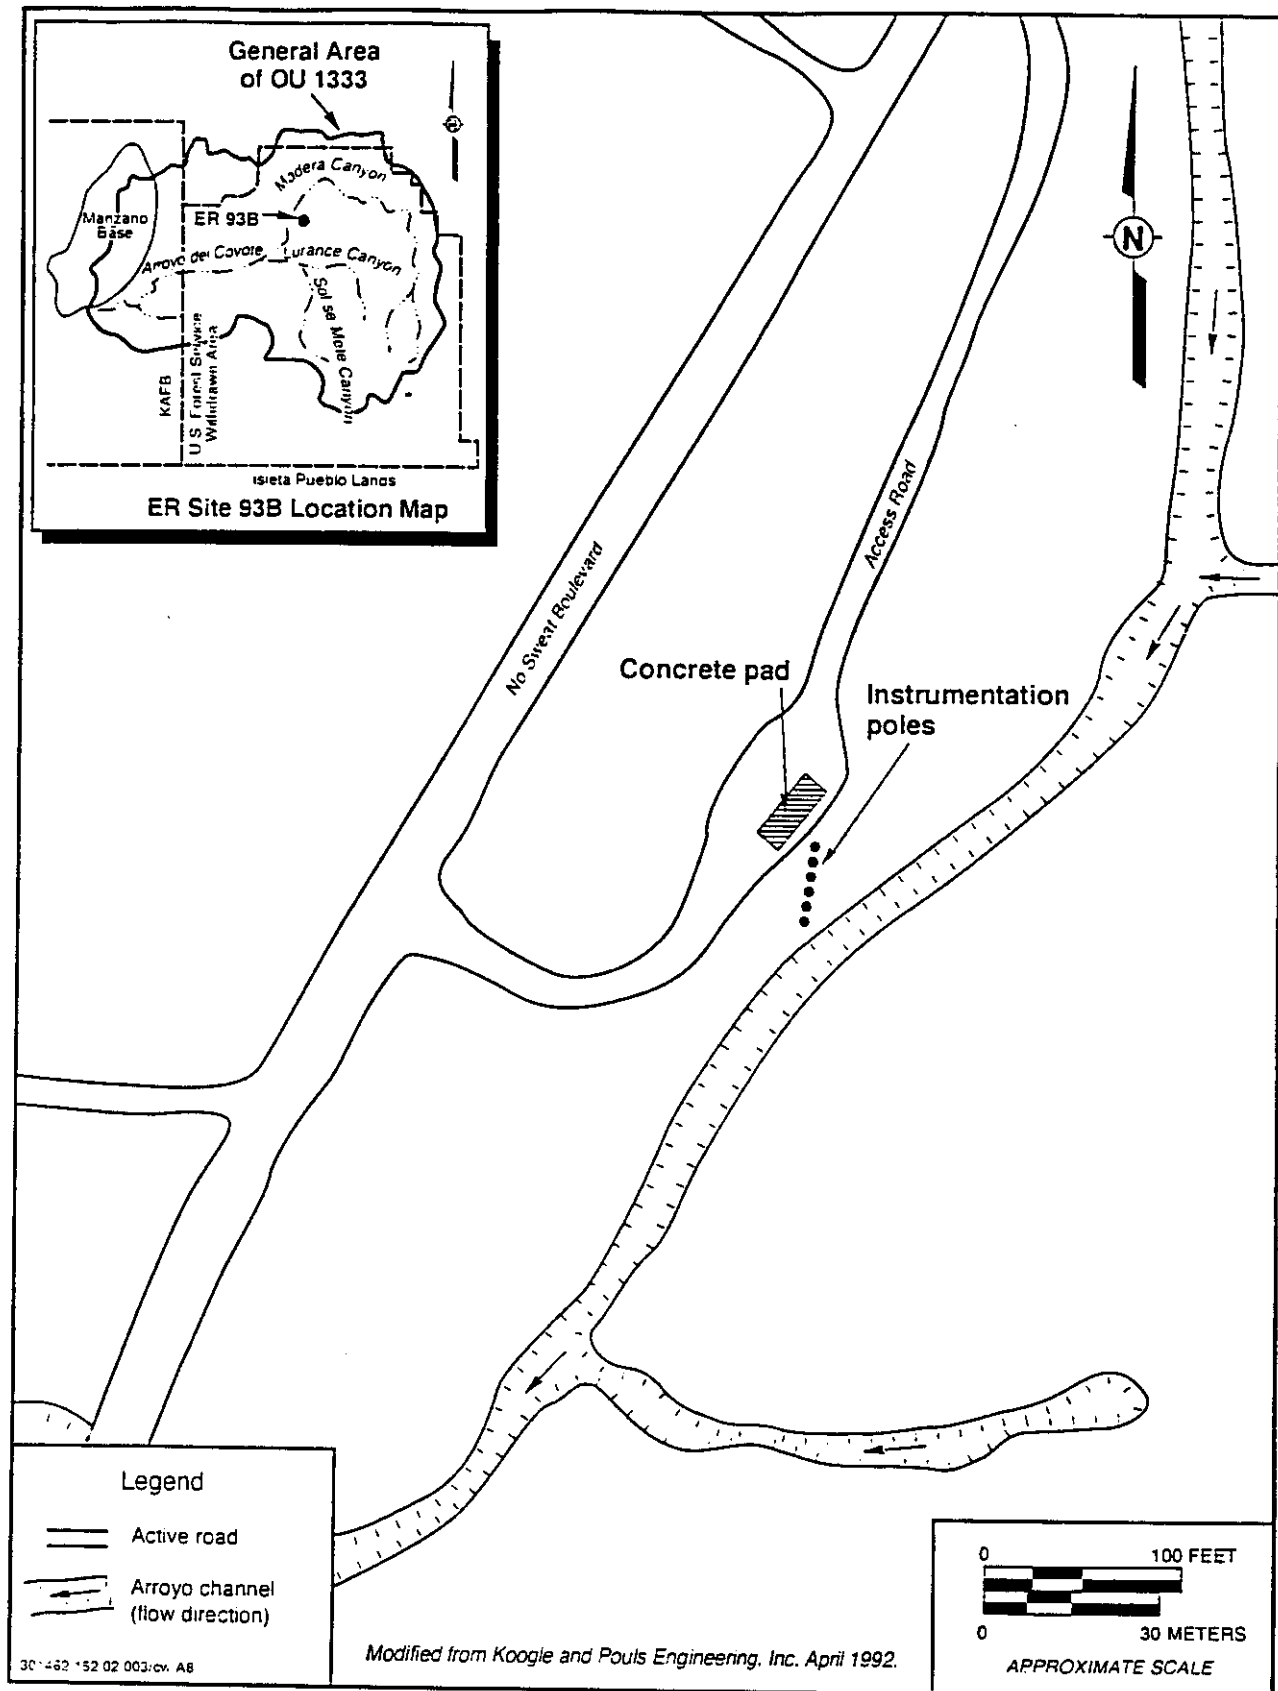 General Area
of OU 1333
Madera Canyon
Manzano
Base
ER 93B
Arroyo del Coyote
Lurance Canyon
Sol se Mete Canyon
KAFB
U.S. Forest Service
Withdrawn Area
Isleta Pueblo Lands
ER Site 93B Location Map
N
No Sweat Boulevard
Access Road
Concrete pad
Instrumentation
poles
Legend
Active road
Arroyo channel
(flow direction)
Modified from Koogle and Pouls Engineering, Inc. April 1992.
0
100 FEET
0
30 METERS
APPROXIMATE SCALE